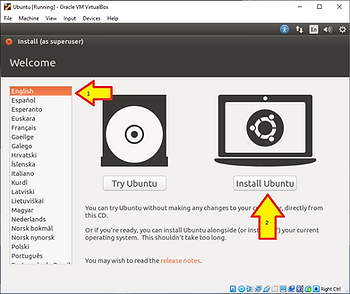 Ubuntu [Running] - Oracle VM VirtualBox
File Machine View Input Devices Help
En
Install (as superuser)
Welcome
English
Español
Esperanto
Euskara
Français
Gaeilge
Galego
Hrvatski
Íslenska
Italiano
Kurdî
Latviski
Lietuviškai
Magyar
Nederlands
Norsk bokmål
Norsk nynorsk
Polski
Português
1
Try Ubuntu
Install Ubuntu
2
You can try Ubuntu without making any changes to your directly from
this CD.
Or if you're ready, you can install Ubuntu alongside (or your current
operating system. This shouldn't take too long.
You may wish to read the release notes.
Right Ctrl